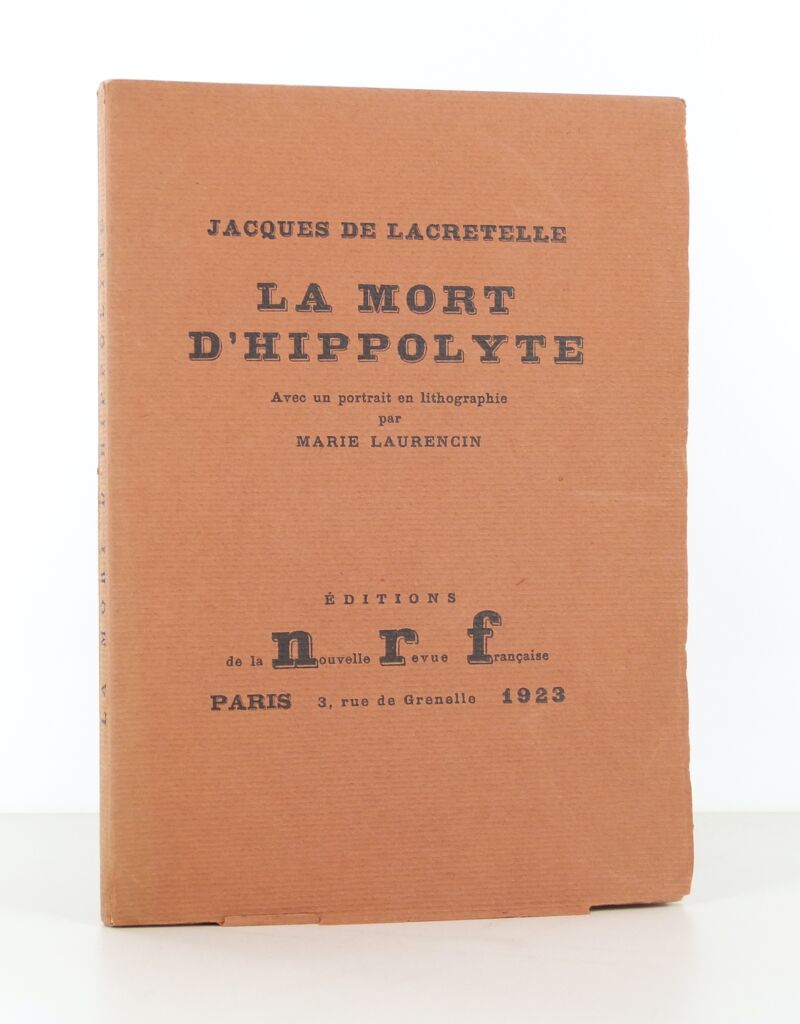 JACQUES DE LACRETELLE
LA MORT
D'HIPPOLYTE
Avec un portrait en lithographie
par
MARIE LAURENCIN
ÉDITIONS
de la nouvelle revue française
PARIS 3, rue de Grenelle 1923
LA MORT D'HIPPOLYTE